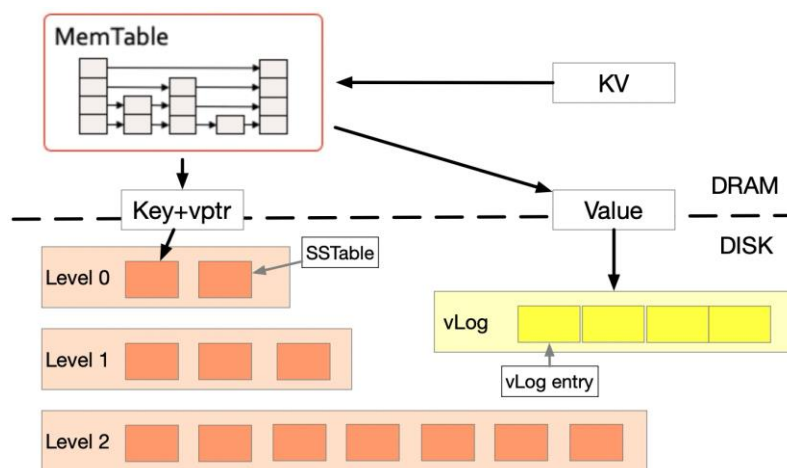 MemTable
KV
Key+vptr
Value
DRAM
DISK
Level 0
SSTable
vLog
Level 1
vLog entry
Level 2